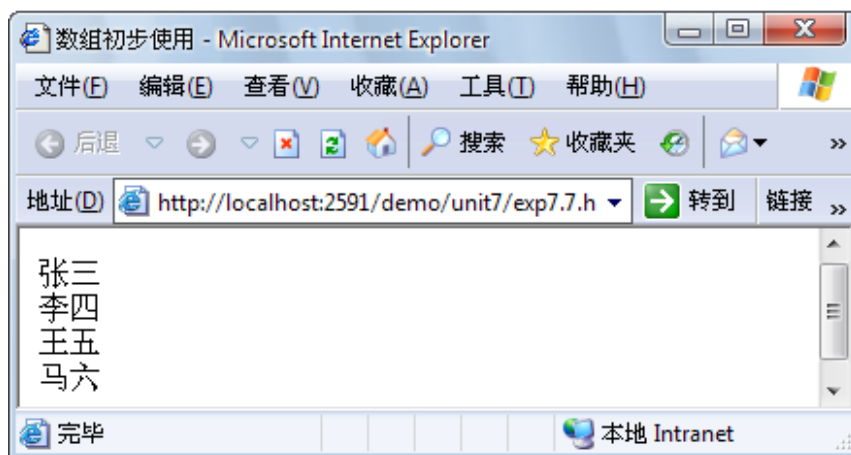 数组初步使用 - Microsoft Internet Explorer
文件(F) 编辑(E) 查看(V) 收藏(A) 工具(T) 帮助(H)
后退 搜索 收藏夹 »
地址(D) http://localhost:2591/demo/unit7/exp7.7.h 转到 链接 »
张三
李四
王五
马六
完毕 本地 Intranet